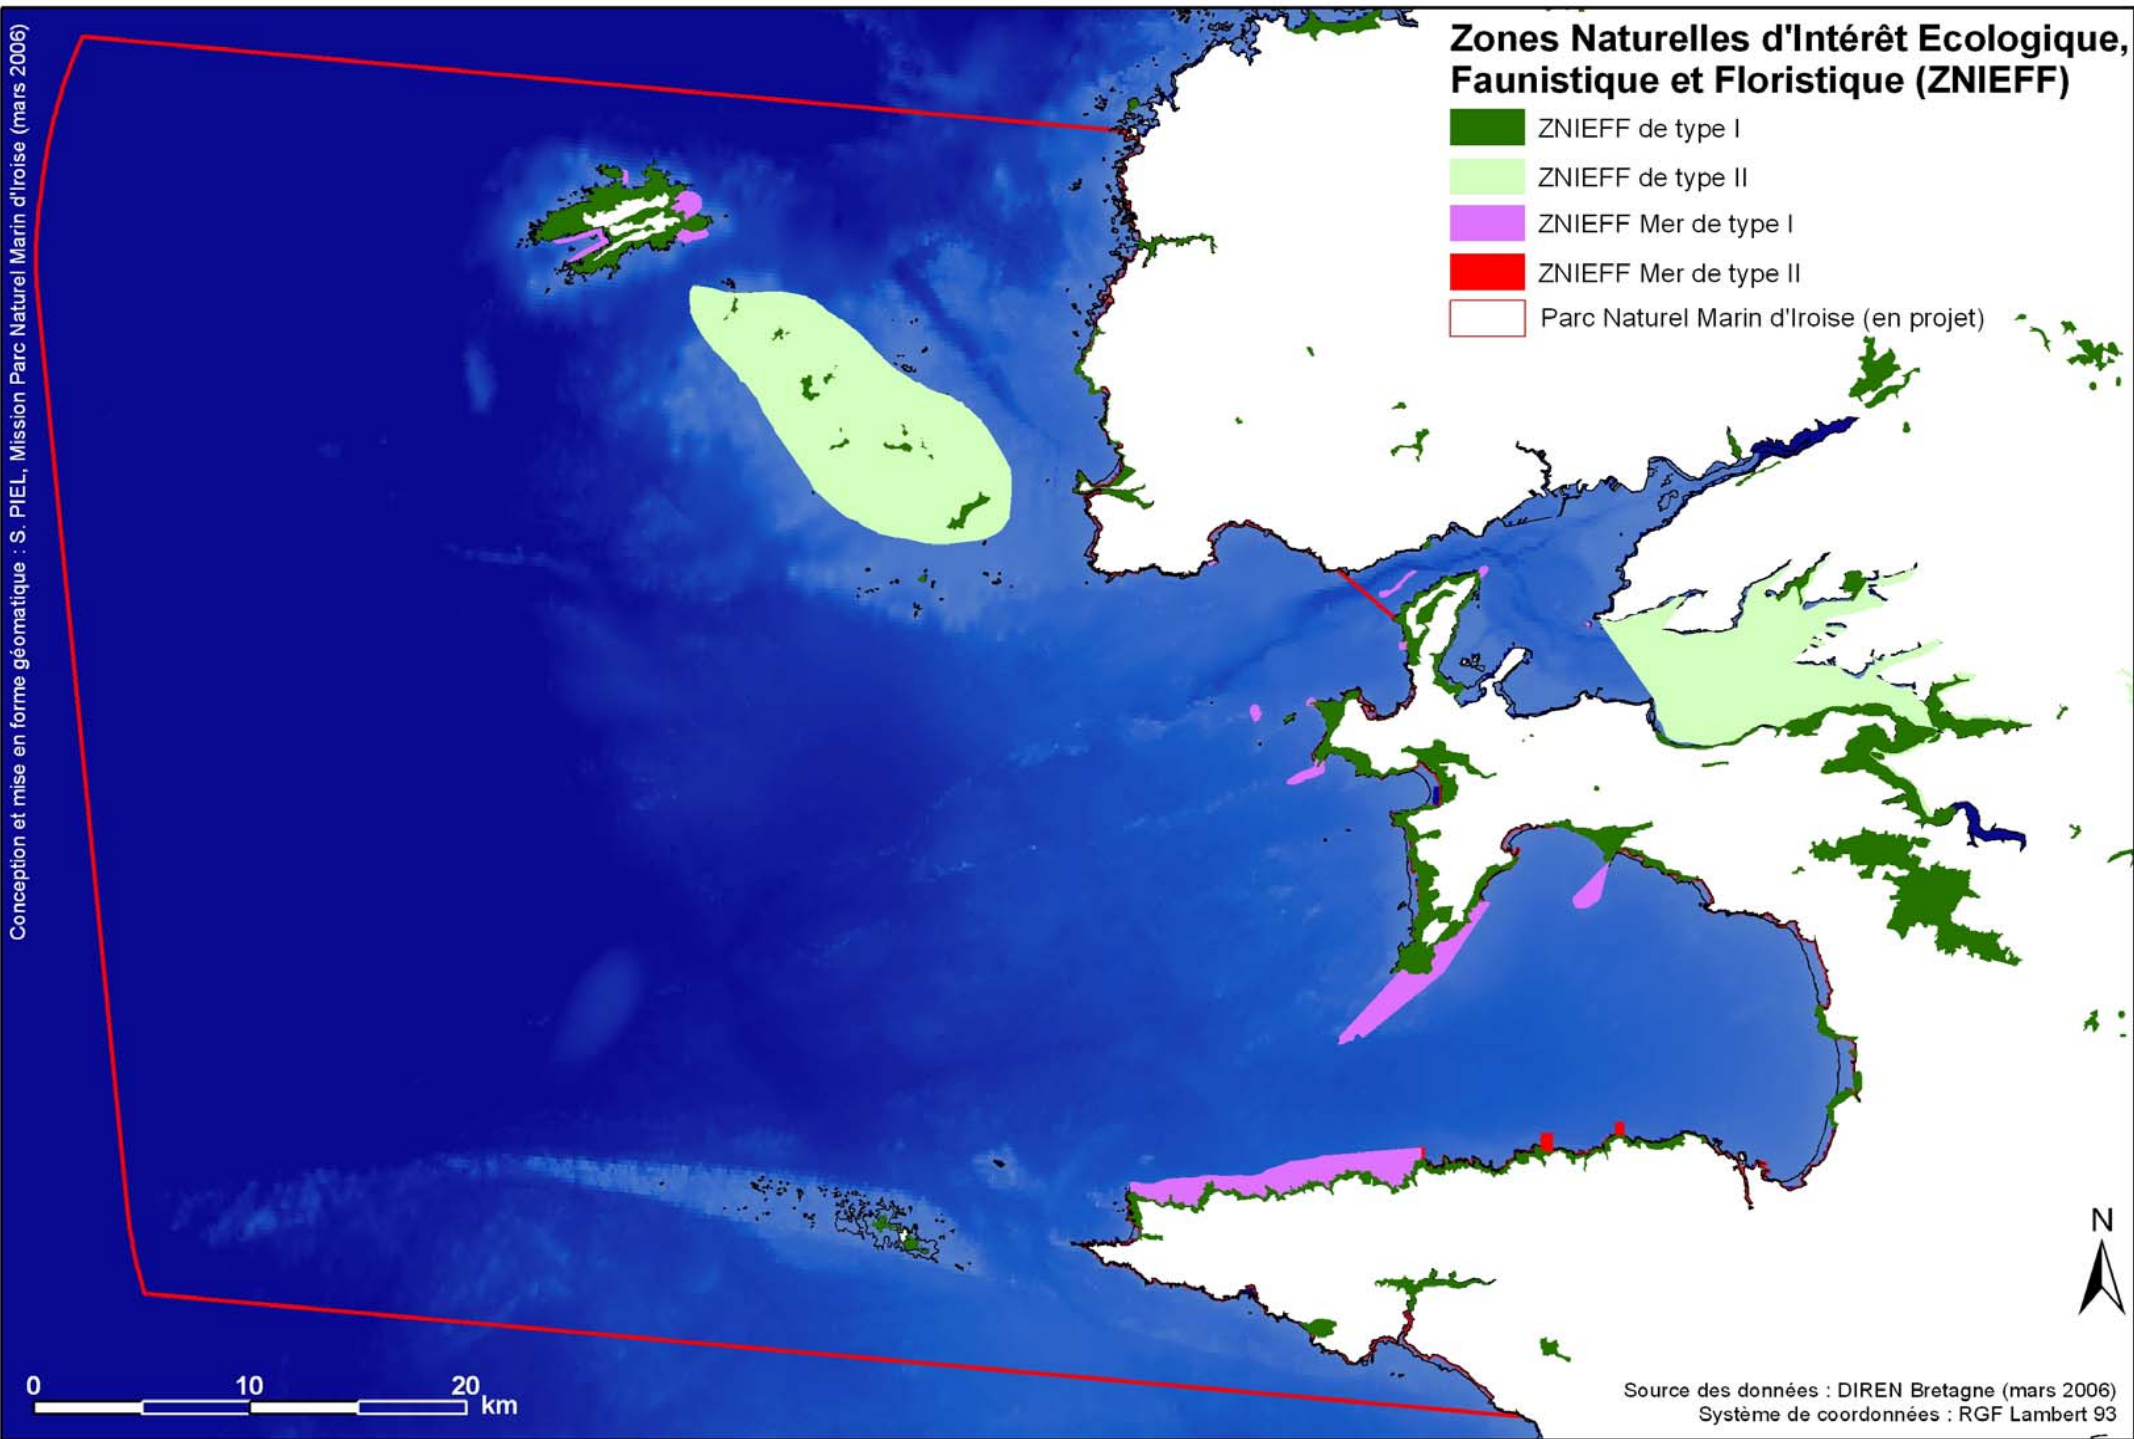 Zones Naturelles d'Intérêt Ecologique,
Faunistique et Floristique (ZNIEFF)
ZNIEFF de type I
ZNIEFF de type II
ZNIEFF Mer de type I
ZNIEFF Mer de type II
Parc Naturel Marin d'Iroise (en projet)
Conception et mise en forme géomatique : S. PIEL, Mission Parc Naturel Marin d'Iroise (mars 2006)
N
0 10 20 km
Source des données : DIREN Bretagne (mars 2006)
Système de coordonnées : RGF Lambert 93